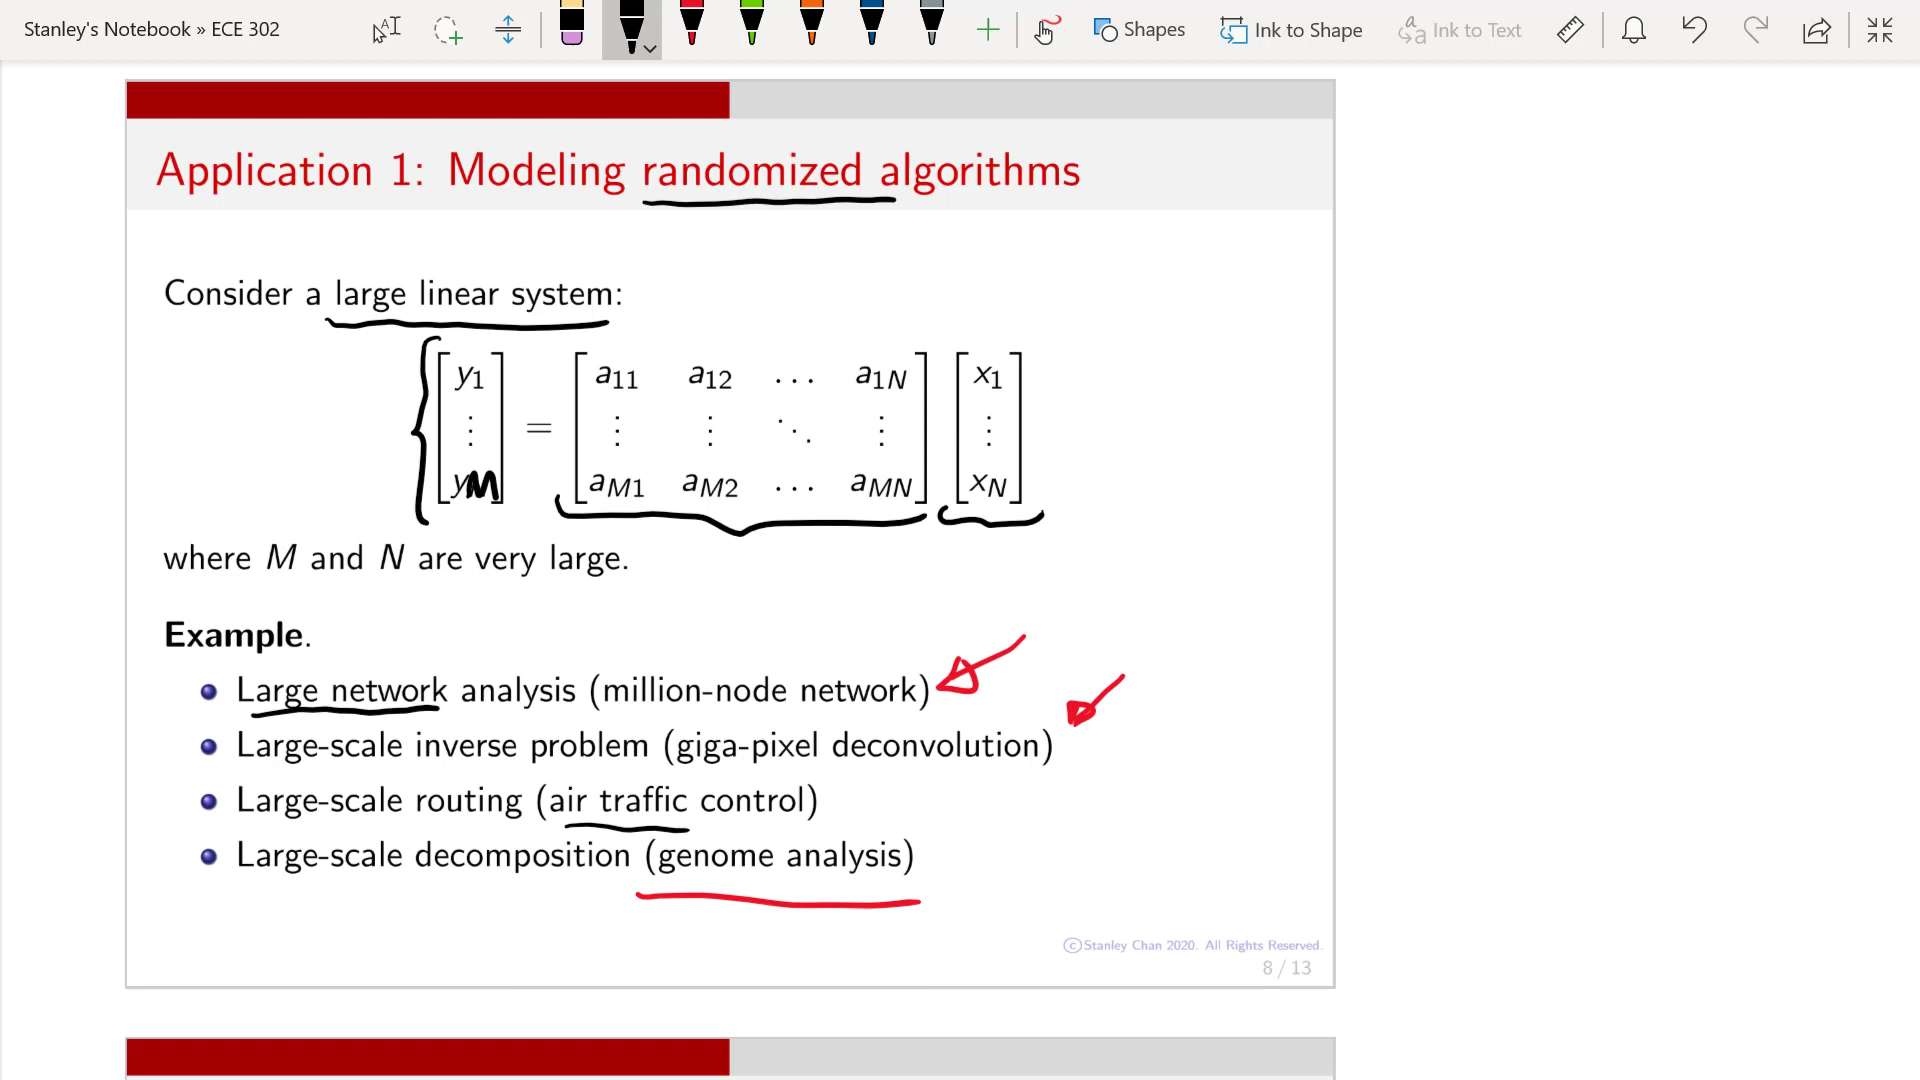 Stanley's Notebook » ECE 302
Shapes
Ink to Shape
Ink to Text
Application 1: Modeling randomized algorithms
Consider a large linear system:
y1 a11 a12 … a1N x1
⋮ = ⋮ ⋮ ⋱ ⋮ ⋮
yM aM1 aM2 … aMN xN
where M and N are very large.
Example.
Large network analysis (million-node network)
Large-scale inverse problem (giga-pixel deconvolution)
Large-scale routing (air traffic control)
Large-scale decomposition (genome analysis)
©Stanley Chan 2020. All Rights Reserved.
8 / 13